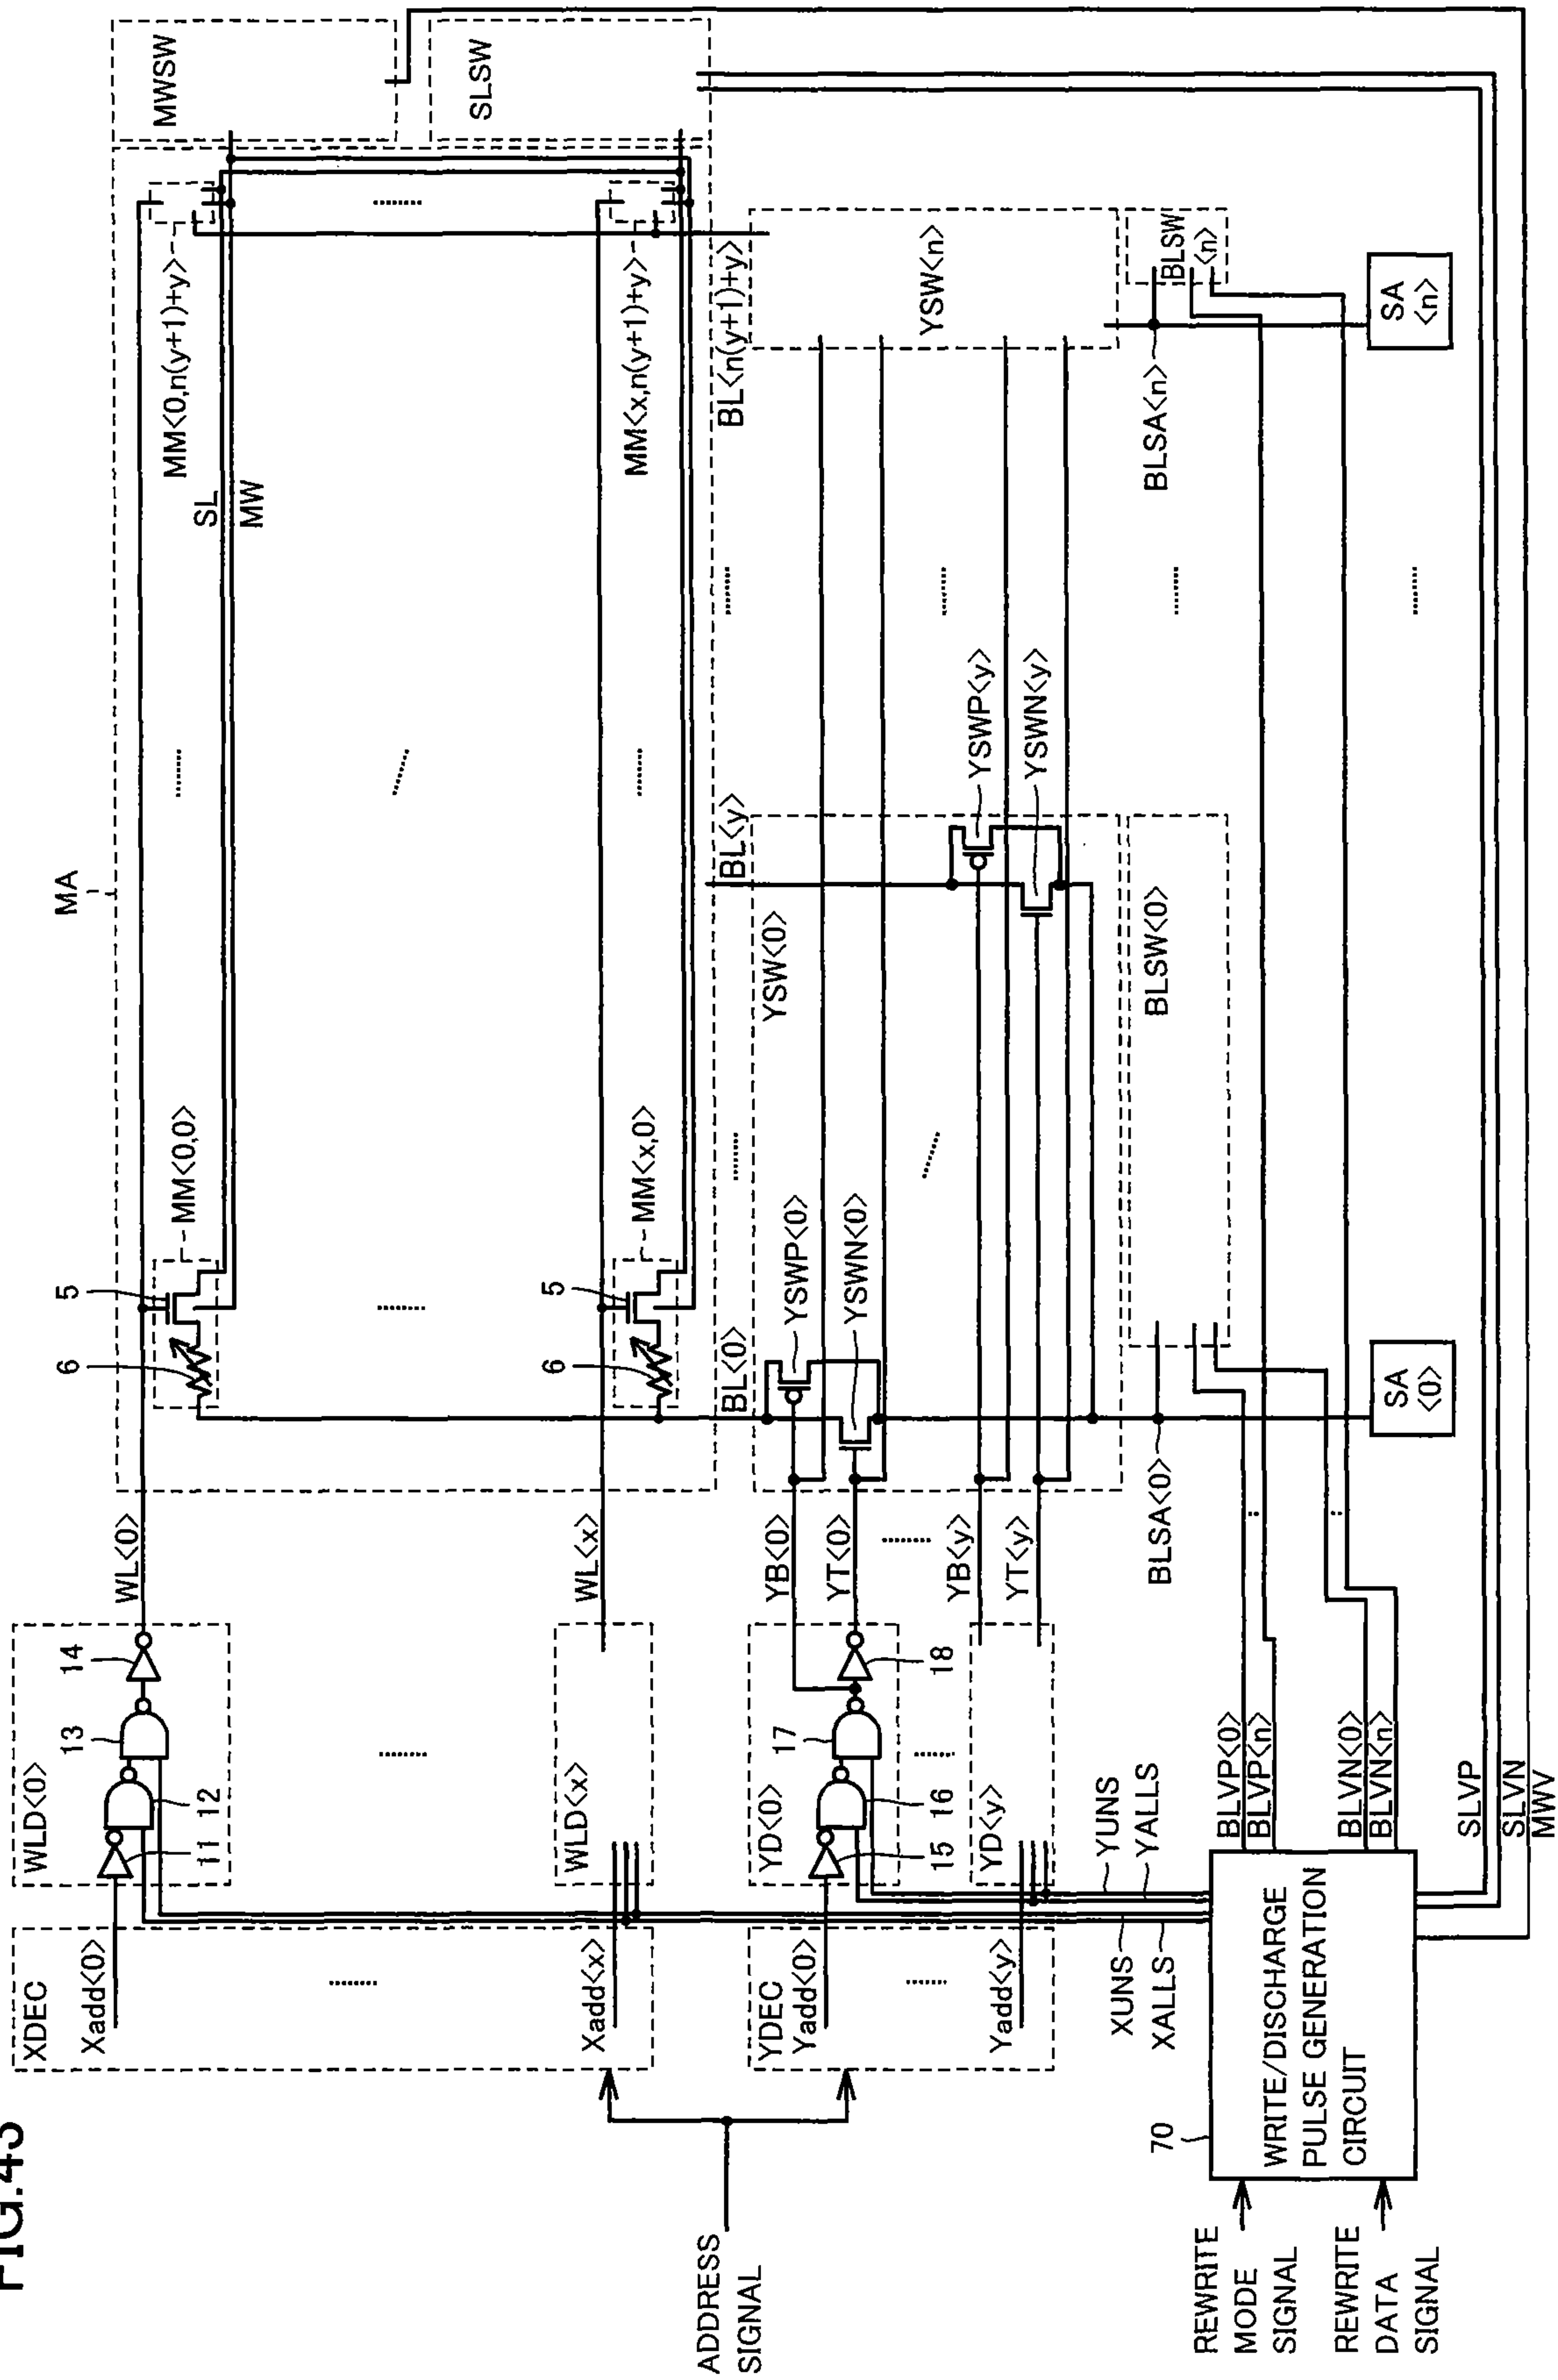 FIG.43
MA
MWSW
SLSW
XDEC
Xadd<0>
Xadd<x>
WLD<0>
11
12
13
14
WLD<x>
WL<0>
WL<x>
6
5
MM<0,0>
6
5
MM<x,0>
SL
MW
MM<0,n(y+1)+y>
MM<x,n(y+1)+y>
BL<0>
BL<y>
BL<n(y+1)+y>
ADDRESS
SIGNAL
YDEC
Yadd<0>
Yadd<y>
YD<0>
15
16
17
18
YD<y>
YB<0>
YT<0>
YB<y>
YT<y>
YSWP<0>
YSWN<0>
YSW<0>
YSWP<y>
YSWN<y>
YSW<n>
XUNS
XALLS
YUNS
YALLS
BLSA<0>
BLSW<0>
BLSA<n>
BLSW
<n>
SA
<0>
SA
<n>
70
WRITE/DISCHARGE
PULSE GENERATION
CIRCUIT
REWRITE
MODE
SIGNAL
REWRITE
DATA
SIGNAL
BLVP<0>
BLVP<n>
BLVN<0>
BLVN<n>
SLVP
SLVN
MWV